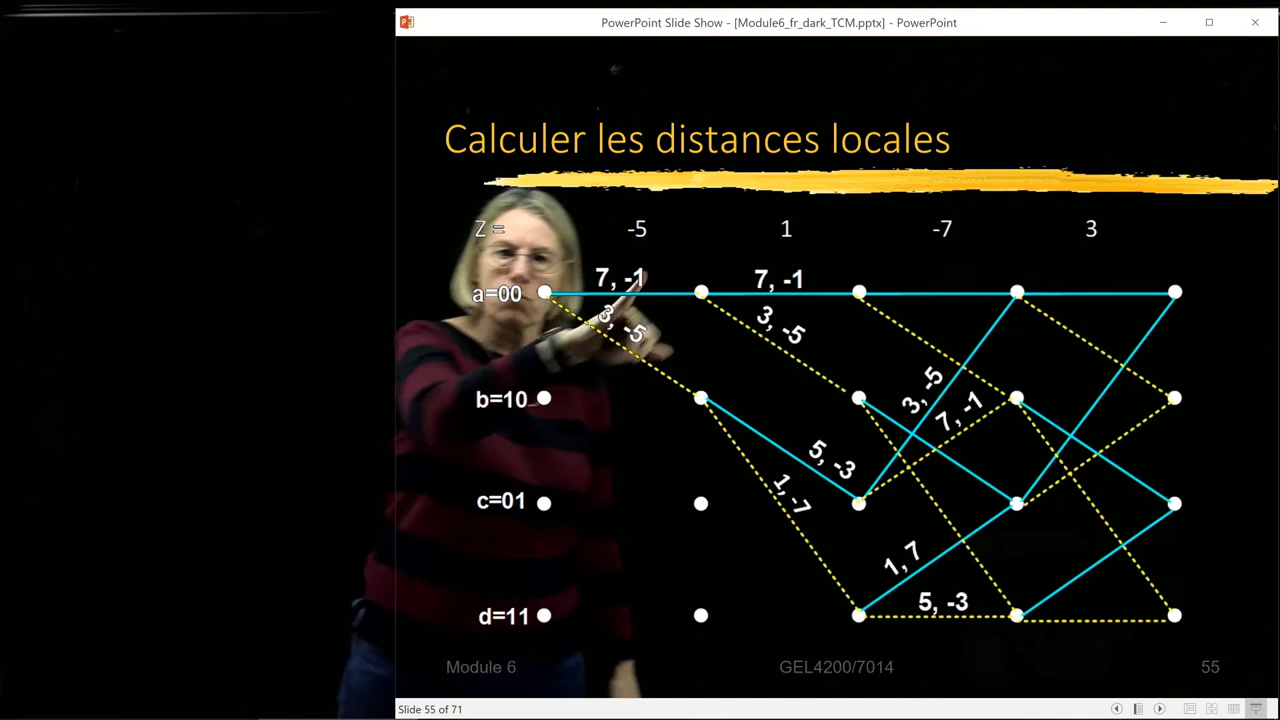 PowerPoint Slide Show - [Module6_fr_dark_TCM.pptx] - PowerPoint
Calculer les distances locales
Z = -5 1 -7 3
7, -1 7, -1
a=00
3, -5 3, -5
3, -5
b=10
7, -1
5, -3
1, -7
c=01
1, 7
5, -3
d=11
Module 6 GEL4200/7014 55
Slide 55 of 71